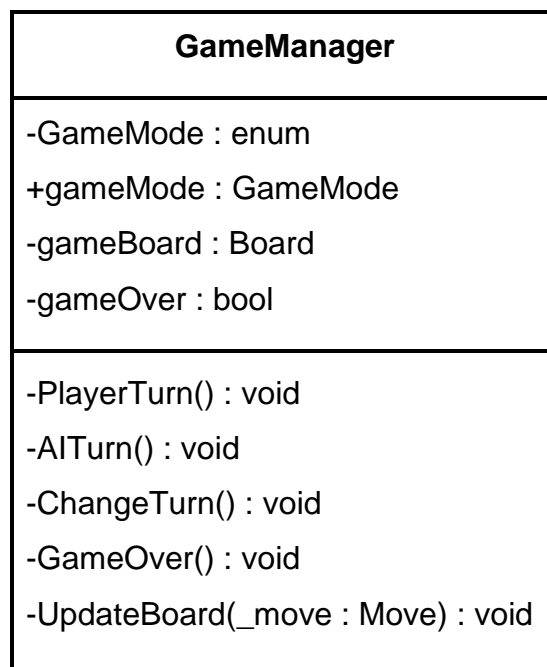 GameManager
-GameMode : enum
+gameMode : GameMode
-gameBoard : Board
-gameOver : bool
-PlayerTurn() : void
-AITurn() : void
-ChangeTurn() : void
-GameOver() : void
-UpdateBoard(_move : Move) : void